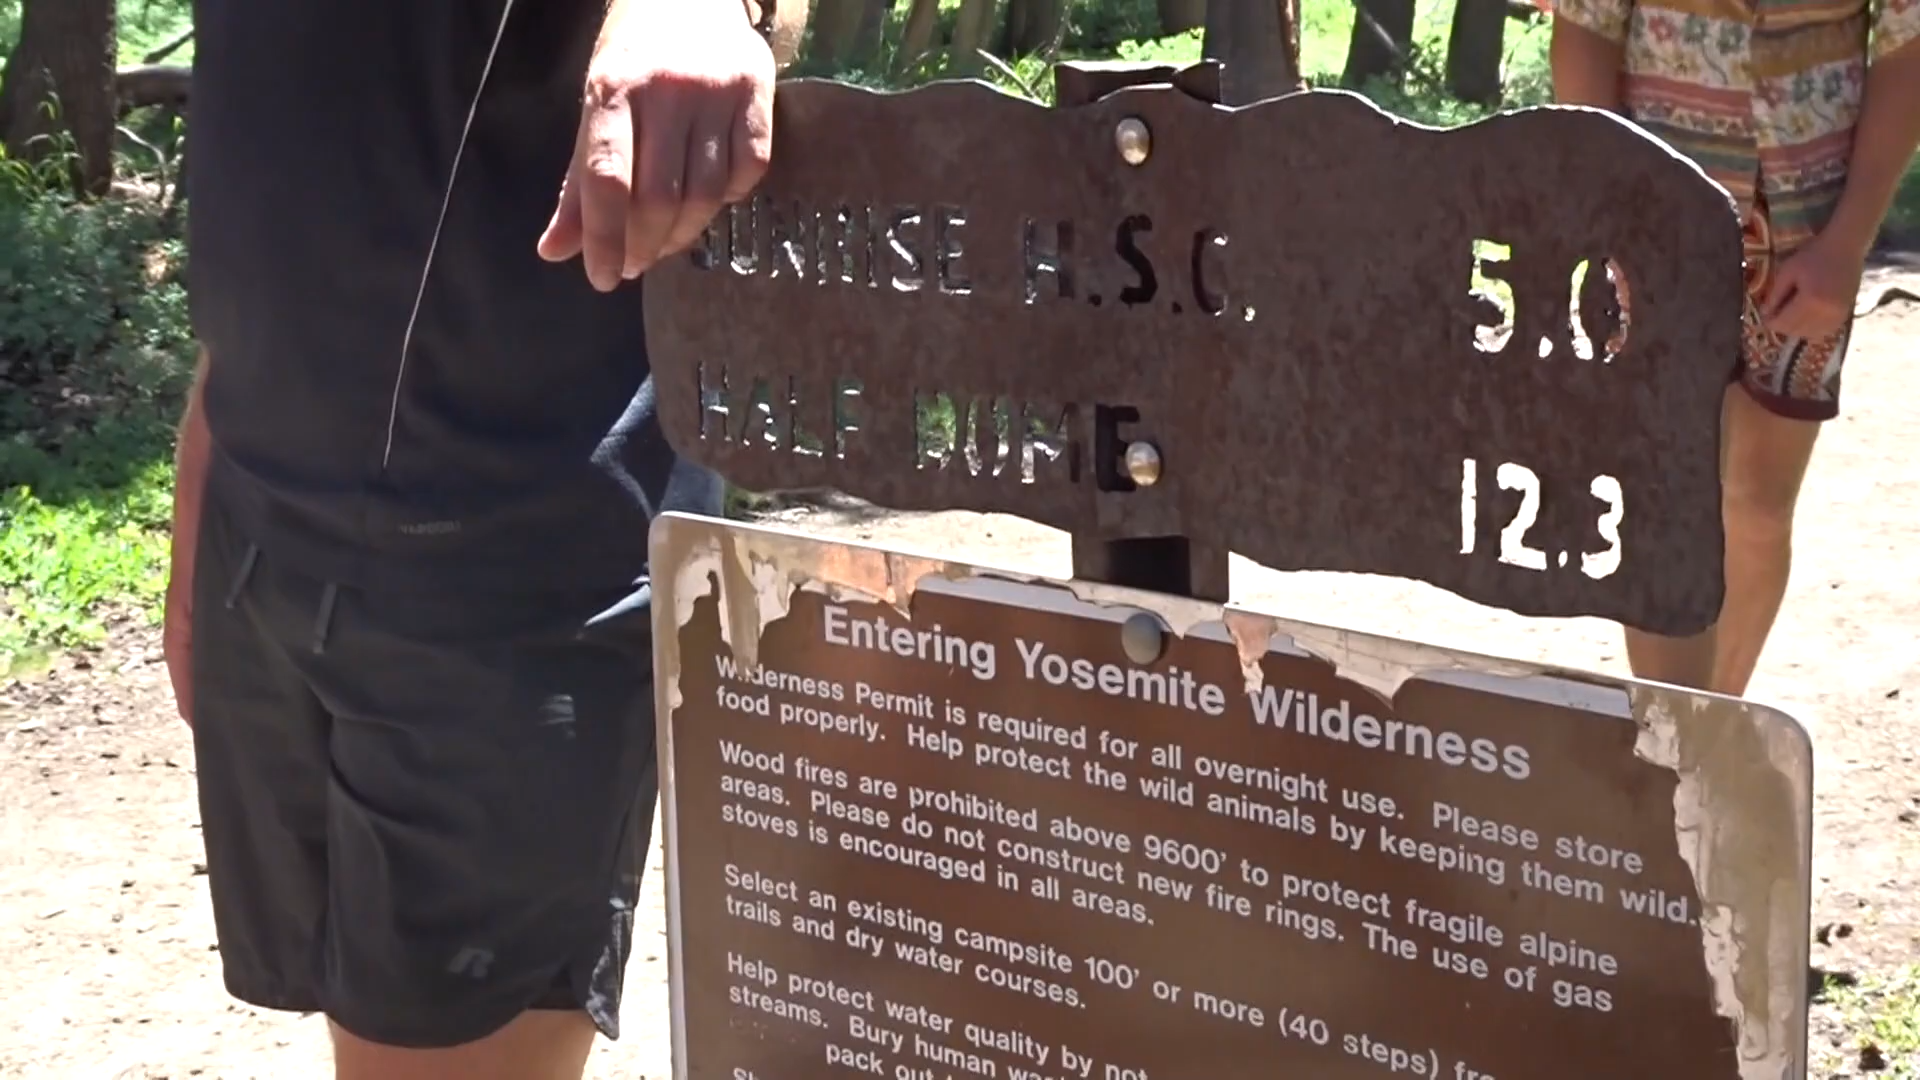 SUNRISE H.S.C. 5.0
HALF DOME 12.3
Entering Yosemite Wilderness
Wilderness Permit is required for all overnight use. Please store
food properly. Help protect the wild animals by keeping them wild.
Wood fires are prohibited above 9600' to protect fragile alpine
areas. Please do not construct new fire rings. The use of gas
stoves is encouraged in all areas.
Select an existing campsite 100' or more (40 steps)
trails and dry water courses.
Help protect water quality by not
streams. Bury human
pack out
R